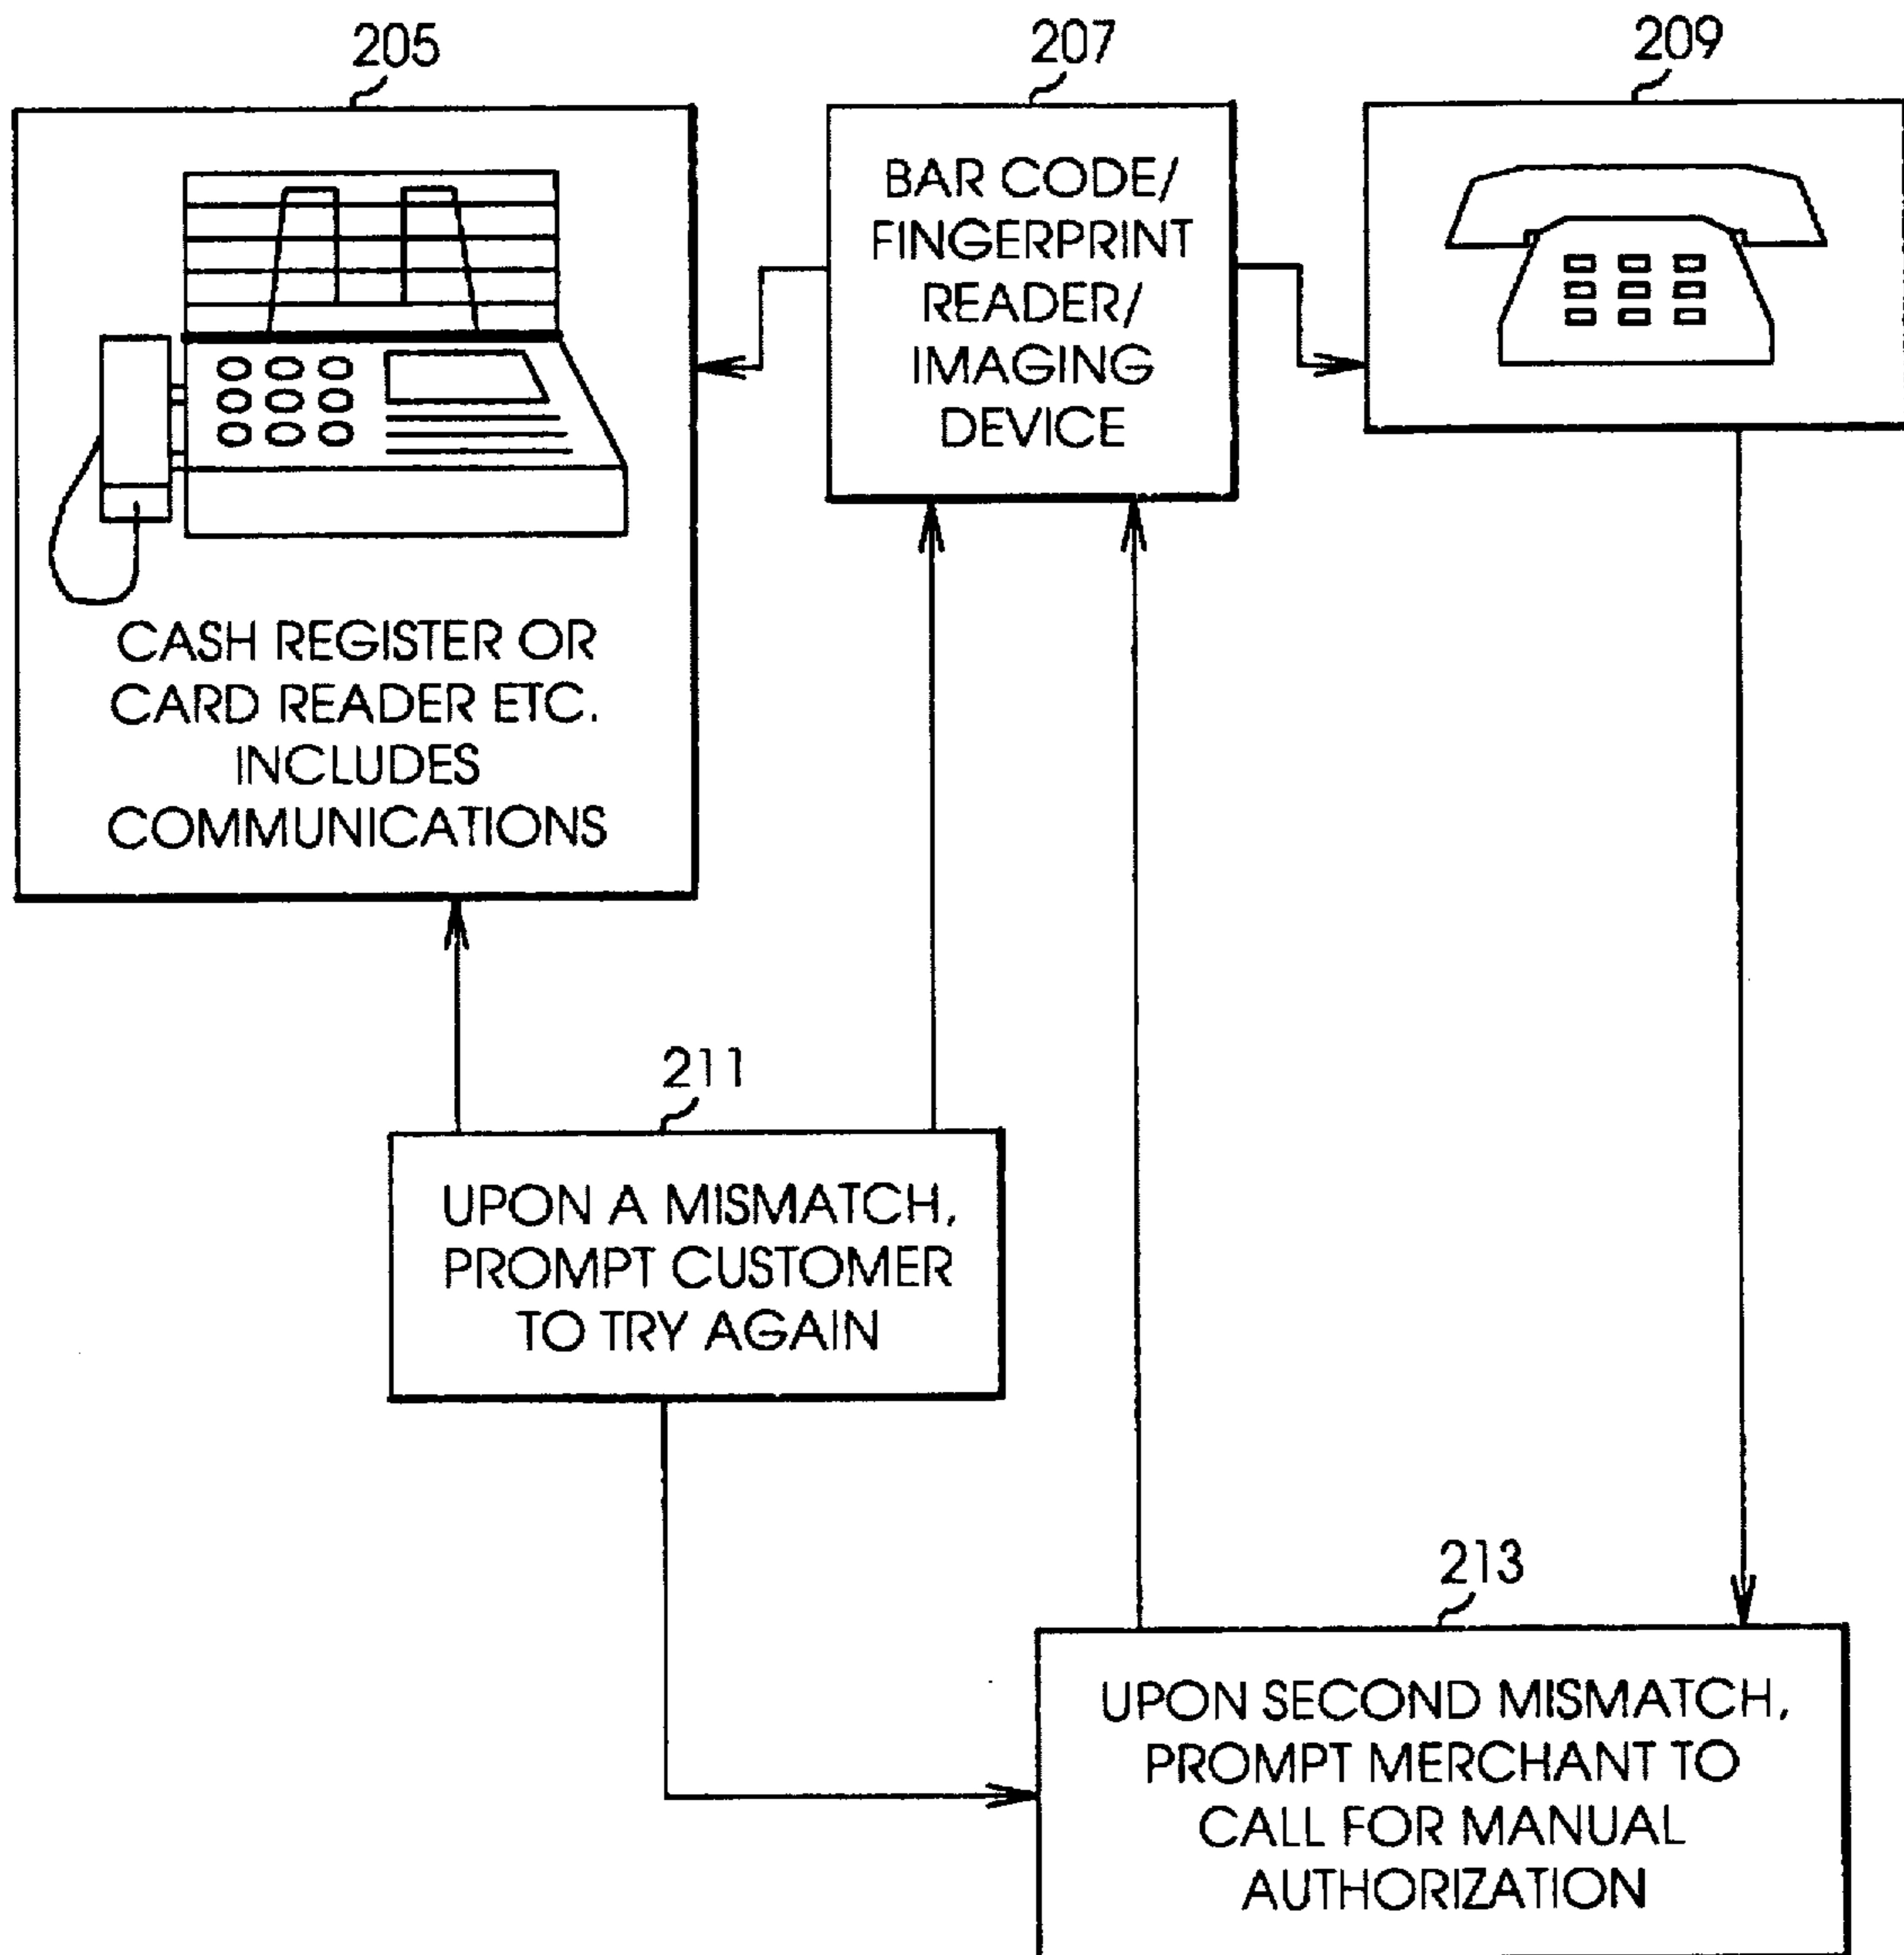 205
207
209
BAR CODE/
FINGERPRINT
READER/
IMAGING
DEVICE
CASH REGISTER OR
CARD READER ETC.
INCLUDES
COMMUNICATIONS
211
UPON A MISMATCH,
PROMPT CUSTOMER
TO TRY AGAIN
213
UPON SECOND MISMATCH,
PROMPT MERCHANT TO
CALL FOR MANUAL
AUTHORIZATION